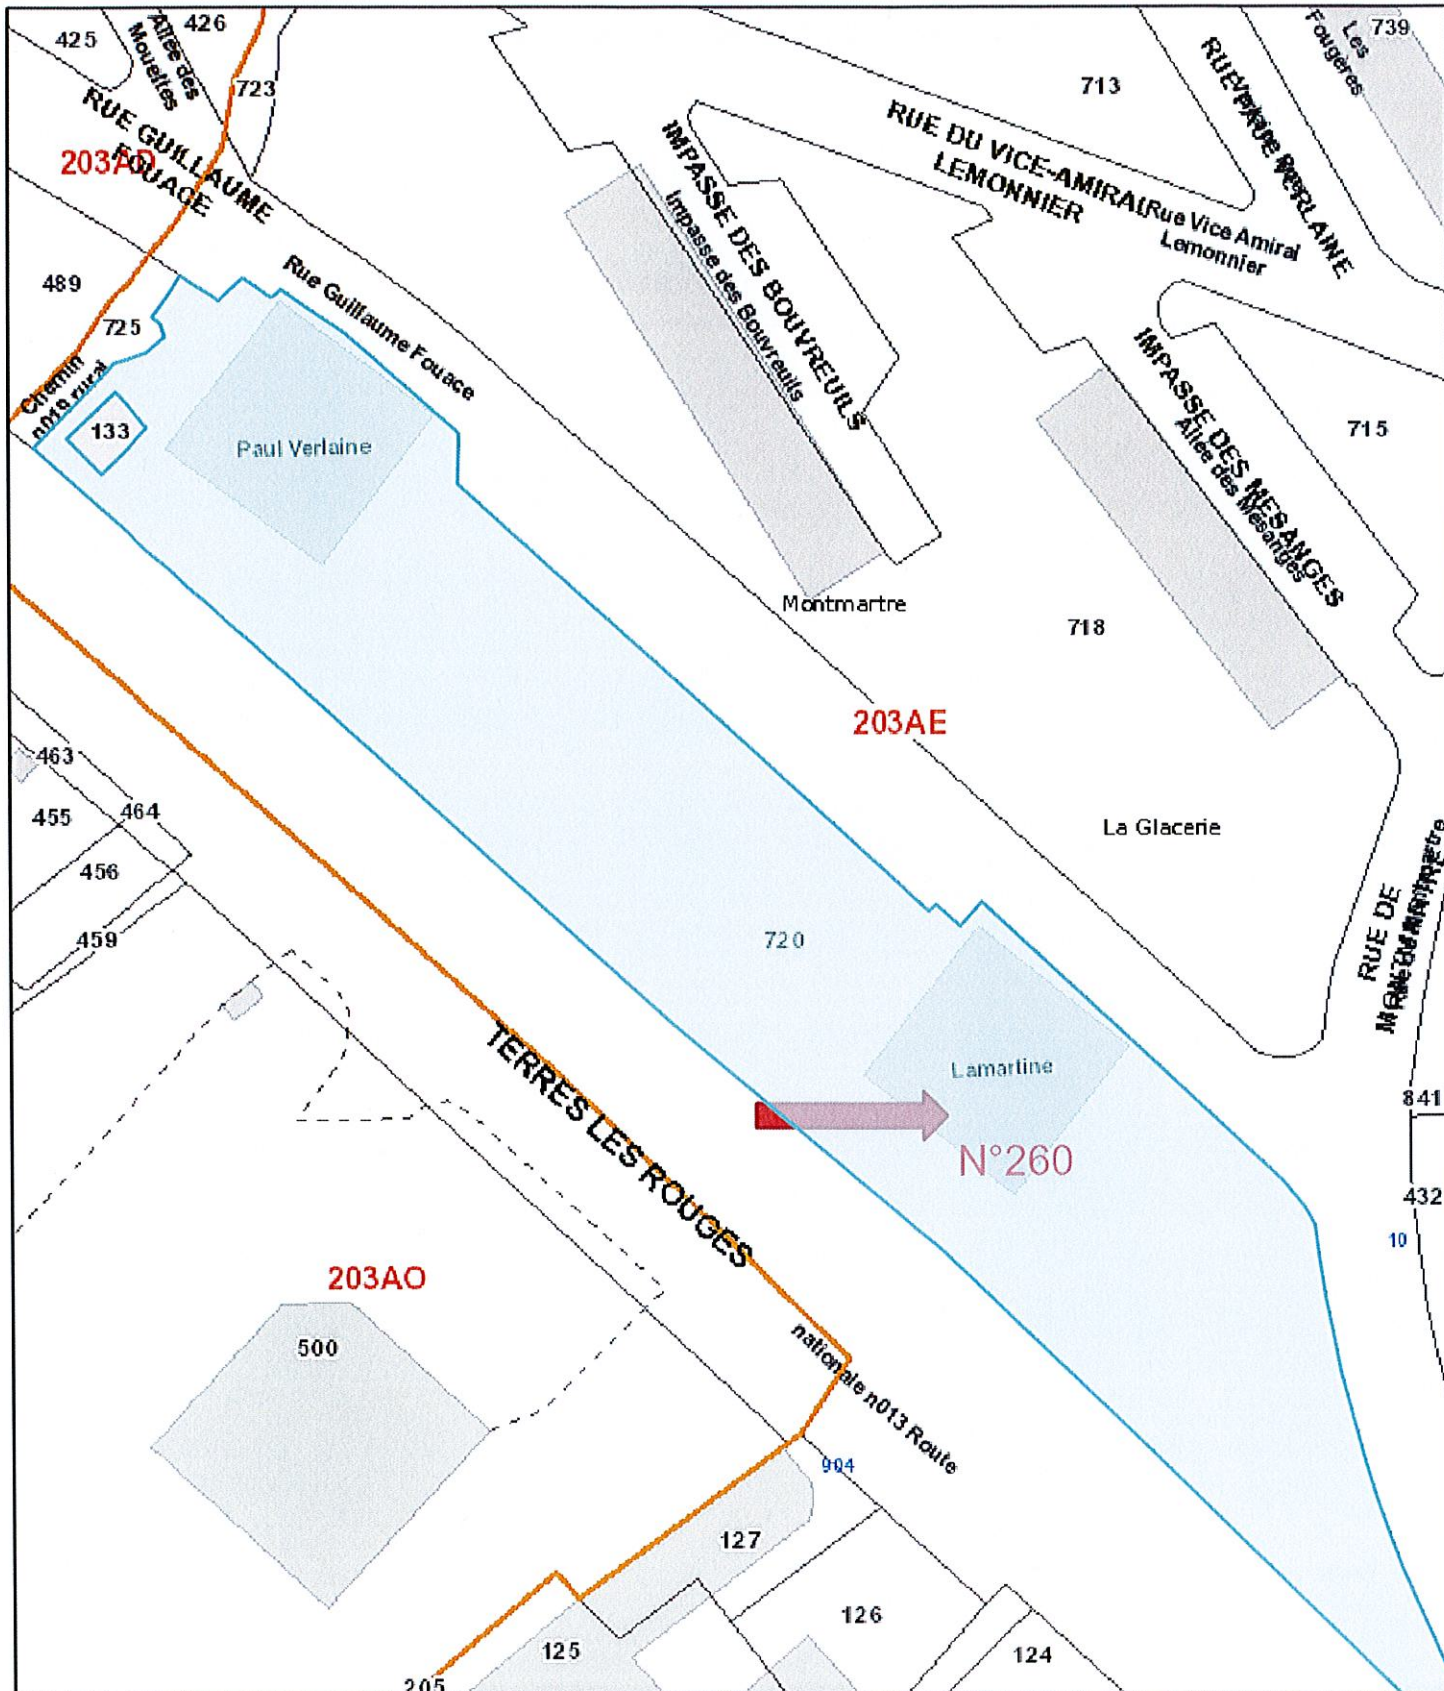 426
425
Allée des
Mouettes
723
RUE GUILLAUME
FOUACE
203AD
489
725
Chemin
n019 rural
133
Rue Guillaume Fouace
Paul Verlaine
IMPASSE DES BOUVREUILS
Impasse des Bouvreuils
713
RUE DU VICE-AMIRAL
LEMONNIER
Rue Vice Amiral
Lemonnier
RUE PAUL VERLAINE
Les
Fougères
739
IMPASSE DES MESANGES
Allée des Mésanges
715
Montmartre
718
203AE
La Glacerie
463
455
464
456
459
720
RUE DE
Lamartine
N°260
841
432
10
TERRES LES ROUGES
203AO
500
nationale n013 Route
904
127
126
125
124
205